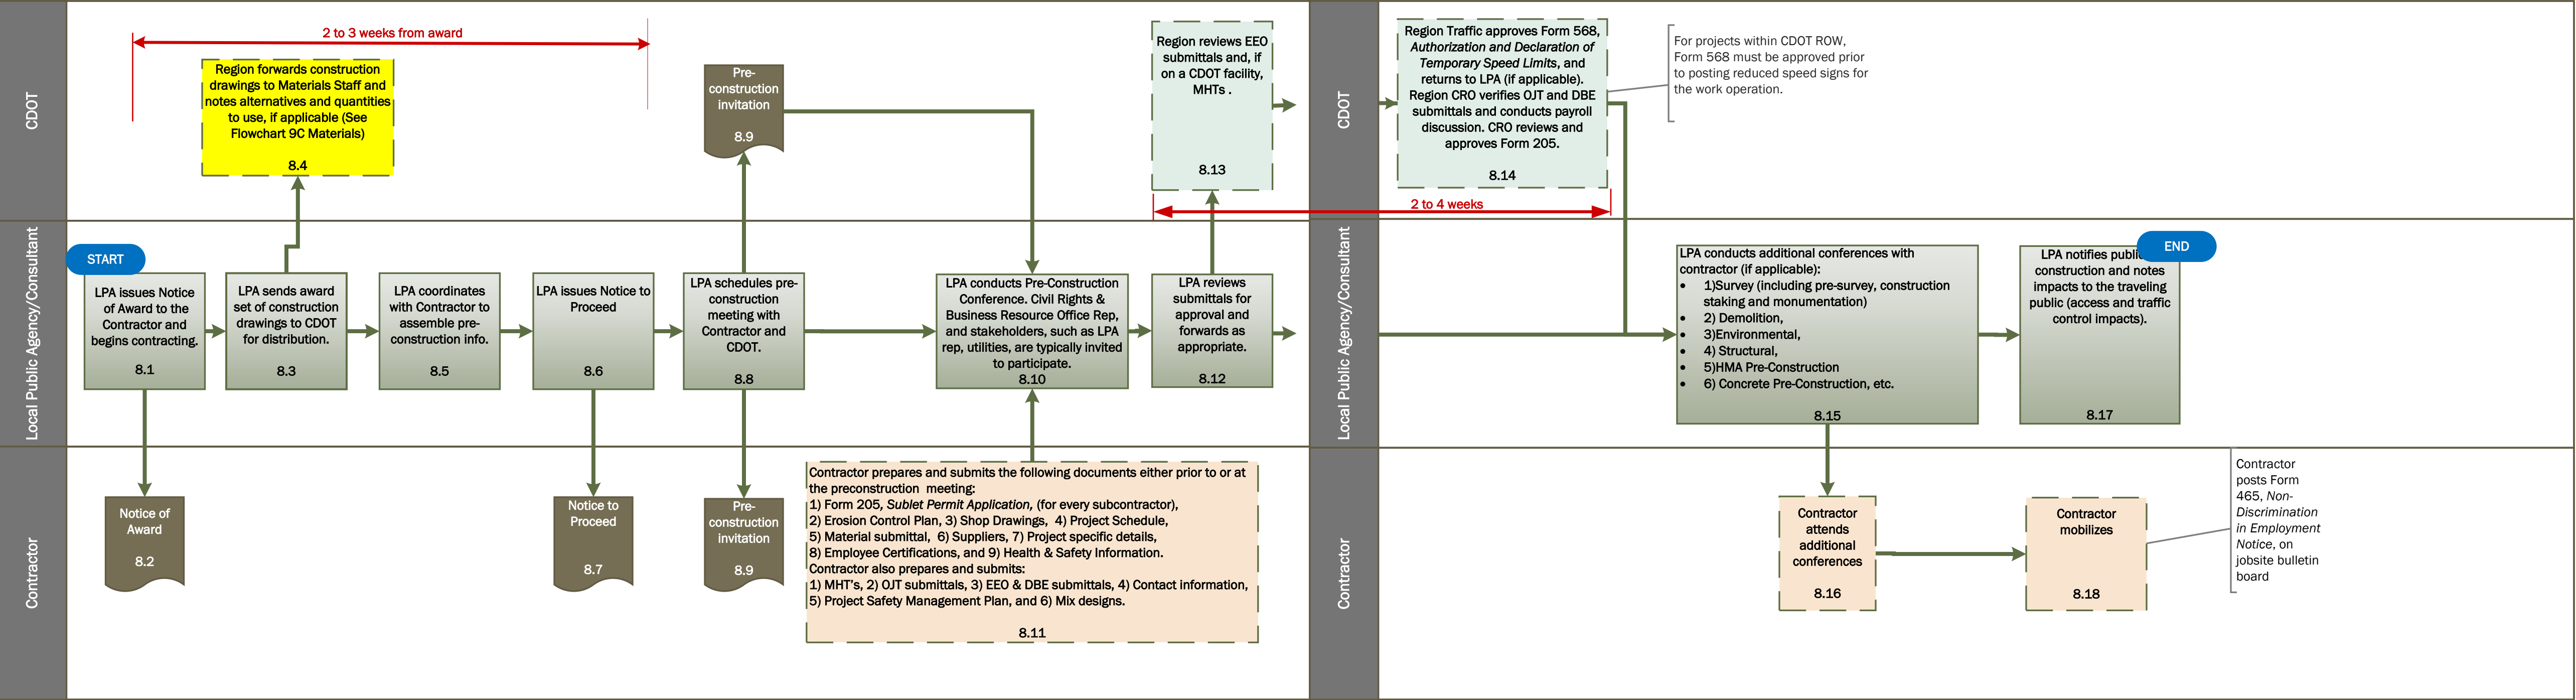 CDOT
2 to 3 weeks from award
Region forwards construction
drawings to Materials Staff and
notes alternatives and quantities
to use, if applicable (See
Flowchart 9C Materials)
8.4
Pre-
construction
invitation
8.9
Region reviews EEO
submittals and, if
on a CDOT facility,
MHTs .
8.13
2 to 4 weeks
CDOT
Region Traffic approves Form 568,
Authorization and Declaration of
Temporary Speed Limits, and
returns to LPA (if applicable).
Region CRO verifies OJT and DBE
submittals and conducts payroll
discussion. CRO reviews and
approves Form 205.
8.14
For projects within CDOT ROW,
Form 568 must be approved prior
to posting reduced speed signs for
the work operation.
Local Public Agency/Consultant
START
LPA issues Notice
of Award to the
Contractor and
begins contracting.
8.1
LPA sends award
set of construction
drawings to CDOT
for distribution.
8.3
LPA coordinates
with Contractor to
assemble pre-
construction info.
8.5
LPA issues Notice to
Proceed
8.6
LPA schedules pre-
construction
meeting with
Contractor and
CDOT.
8.8
LPA conducts Pre-Construction
Conference. Civil Rights &
Business Resource Office Rep,
and stakeholders, such as LPA
rep, utilities, are typically invited
to participate.
8.10
LPA reviews
submittals for
approval and
forwards as
appropriate.
8.12
Local Public Agency/Consultant
LPA conducts additional conferences with
contractor (if applicable):
• 1)Survey (including pre-survey, construction
staking and monumentation)
• 2) Demolition,
• 3)Environmental,
• 4) Structural,
• 5)HMA Pre-Construction
• 6) Concrete Pre-Construction, etc.
8.15
END
LPA notifies public
construction and notes
impacts to the traveling
public (access and traffic
control impacts).
8.17
Contractor
Notice of
Award
8.2
Notice to
Proceed
8.7
Pre-
construction
invitation
8.9
Contractor prepares and submits the following documents either prior to or at
the preconstruction meeting:
1) Form 205, Sublet Permit Application, (for every subcontractor),
2) Erosion Control Plan, 3) Shop Drawings, 4) Project Schedule,
5) Material submittal, 6) Suppliers, 7) Project specific details,
8) Employee Certifications, and 9) Health & Safety Information.
Contractor also prepares and submits:
1) MHT's, 2) OJT submittals, 3) EEO & DBE submittals, 4) Contact information,
5) Project Safety Management Plan, and 6) Mix designs.
8.11
Contractor
Contractor
attends
additional
conferences
8.16
Contractor
mobilizes
8.18
Contractor
posts Form
465, Non-
Discrimination
in Employment
Notice, on
jobsite bulletin
board